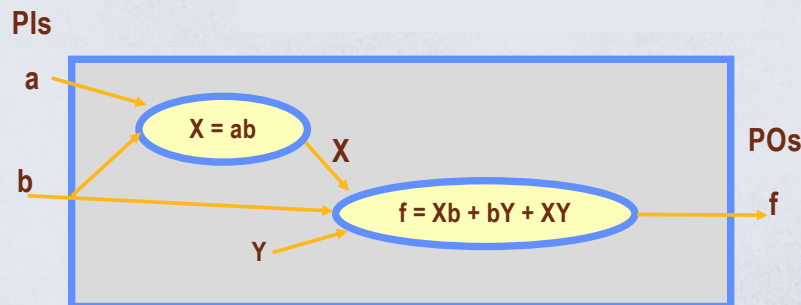 PIs
a
X = ab
X
POs
b
f = Xb + bY + XY
f
Y